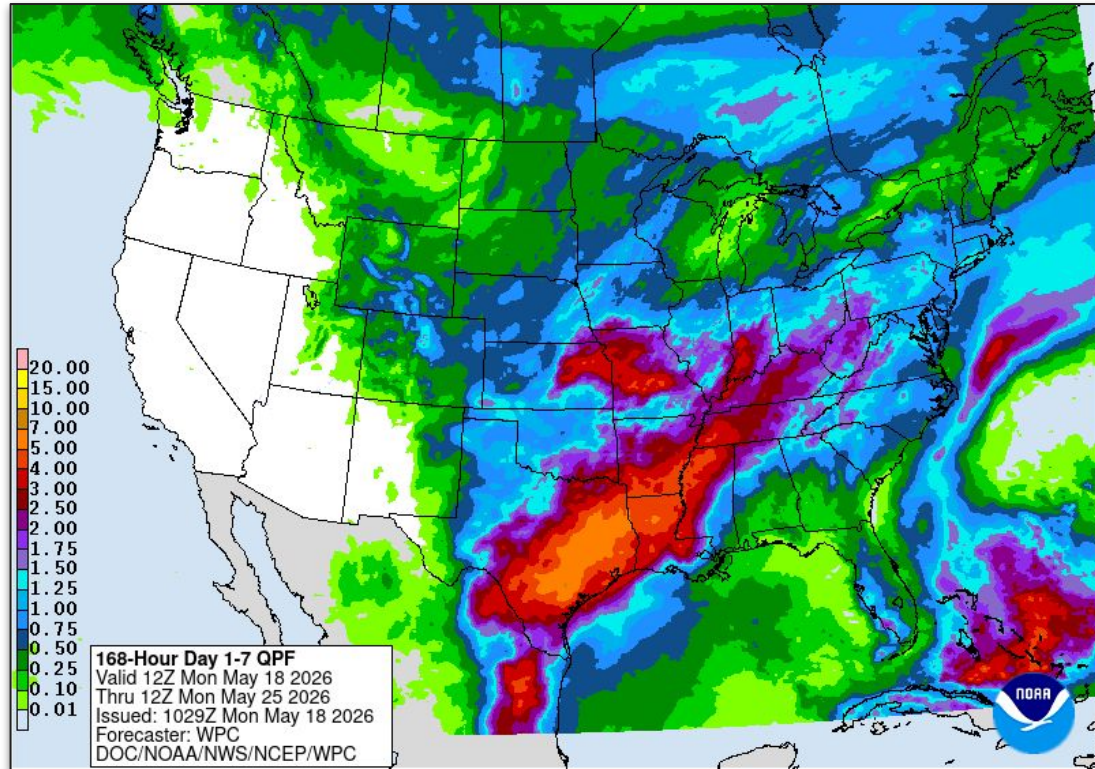 20.00
15.00
10.00
7.00
5.00
4.00
3.00
2.50
2.00
1.75
1.50
1.25
1.00
0.75
0.50
0.25
0.10
0.01
168-Hour Day 1-7 QPF
Valid 12Z Mon May 18 2026
Thru 12Z Mon May 25 2026
Issued: 1029Z Mon May 18 2026
Forecaster: WPC
DOC/NOAA/NWS/NCEP/WPC
NOAA